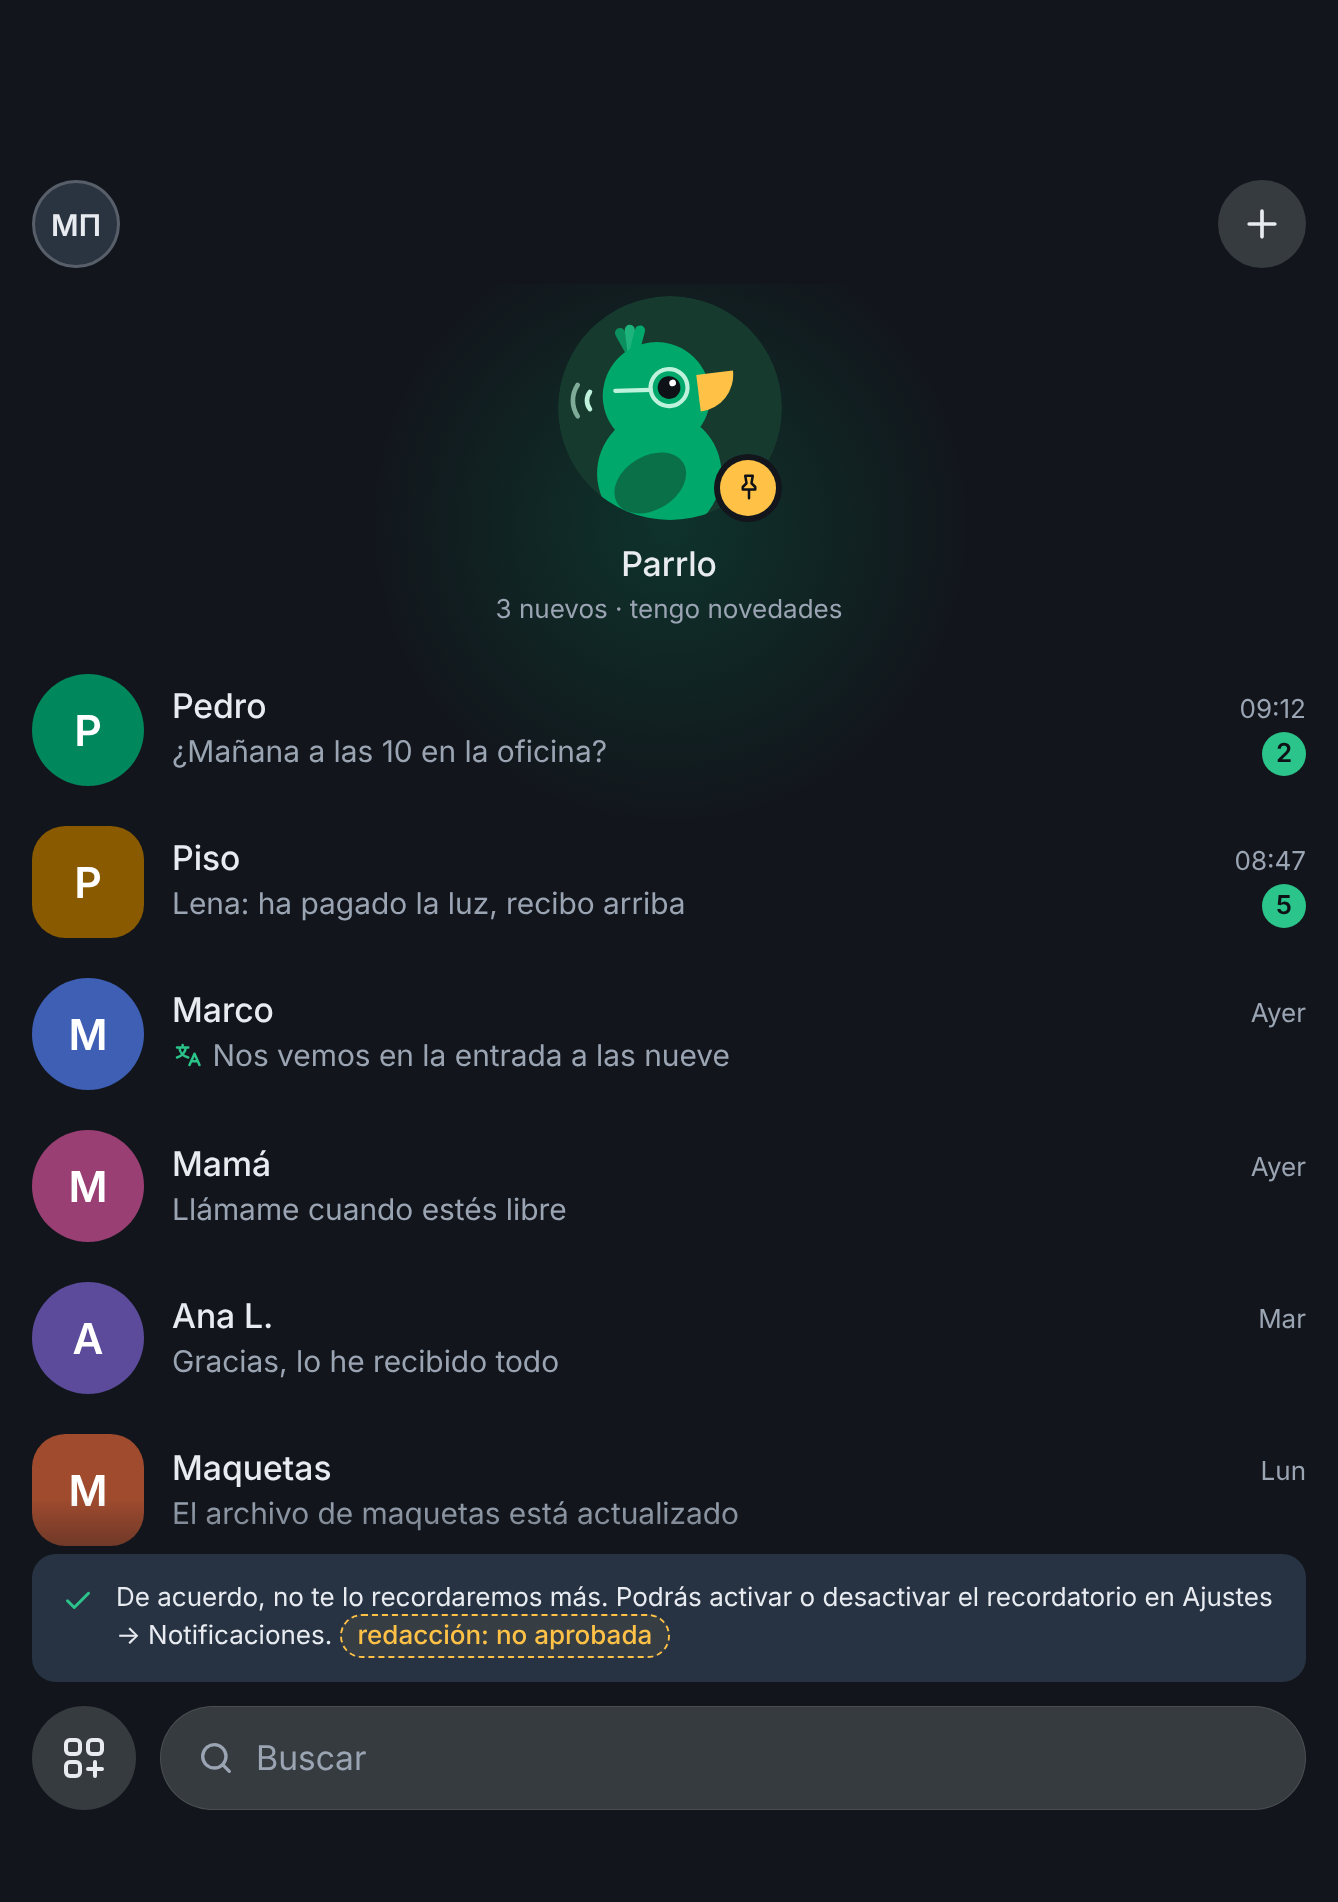 МП
Parrlo
3 nuevos · tengo novedades
P
Pedro
09:12
¿Mañana a las 10 en la oficina?
2
P
Piso
08:47
Lena: ha pagado la luz, recibo arriba
5
M
Marco
Ayer
Nos vemos en la entrada a las nueve
M
Mamá
Ayer
Llámame cuando estés libre
A
Ana L.
Mar
Gracias, lo he recibido todo
M
Maquetas
Lun
El archivo de maquetas está actualizado
De acuerdo, no te lo recordaremos más. Podrás activar o desactivar el recordatorio en Ajustes
→ Notificaciones. redacción: no aprobada
Buscar